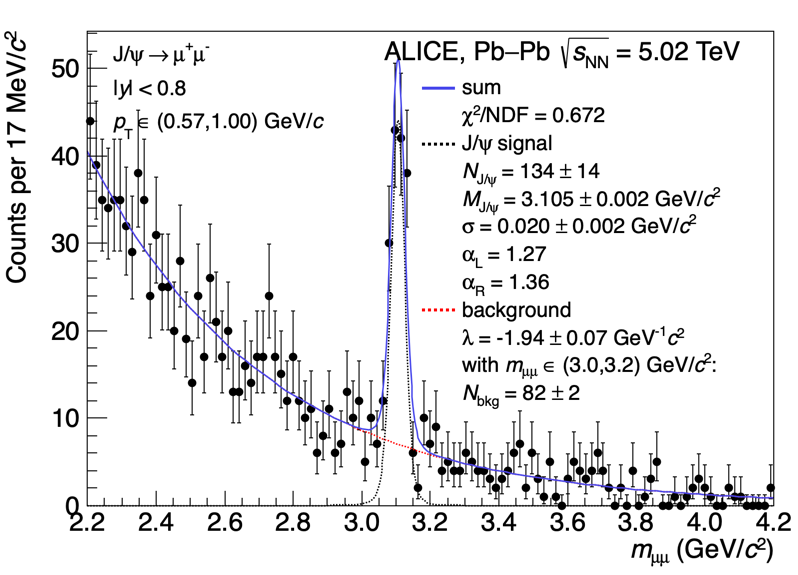 J/ψ → μ⁺μ⁻
|y| < 0.8
p_T ∈ (0.57,1.00) GeV/c
ALICE, Pb–Pb √s_NN = 5.02 TeV
sum
χ²/NDF = 0.672
J/ψ signal
N_J/ψ = 134 ± 14
M_J/ψ = 3.105 ± 0.002 GeV/c²
σ = 0.020 ± 0.002 GeV/c²
α_L = 1.27
α_R = 1.36
background
λ = -1.94 ± 0.07 GeV⁻¹c²
with m_μμ ∈ (3.0,3.2) GeV/c²:
N_bkg = 82 ± 2
Counts per 17 MeV/c²
50
40
30
20
10
0
2.2 2.4 2.6 2.8 3.0 3.2 3.4 3.6 3.8 4.0 4.2
m_μμ (GeV/c²)